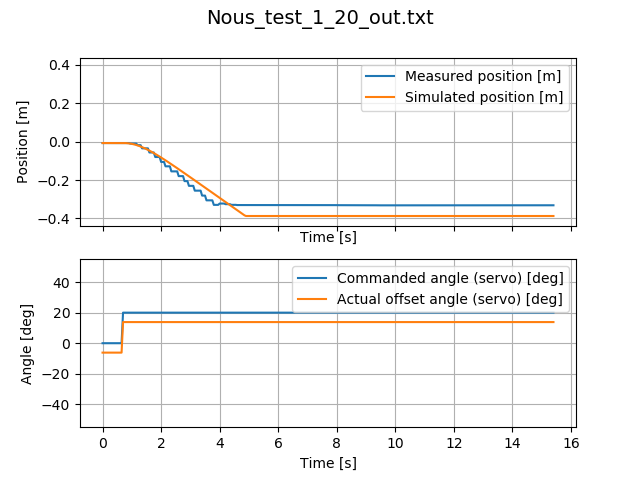 Nous_test_1_20_out.txt
0.4
0.2
0.0
−0.2
−0.4
Position [m]
Measured position [m]
Simulated position [m]
Time [s]
40
20
0
−20
−40
Angle [deg]
Commanded angle (servo) [deg]
Actual offset angle (servo) [deg]
0 2 4 6 8 10 12 14 16
Time [s]